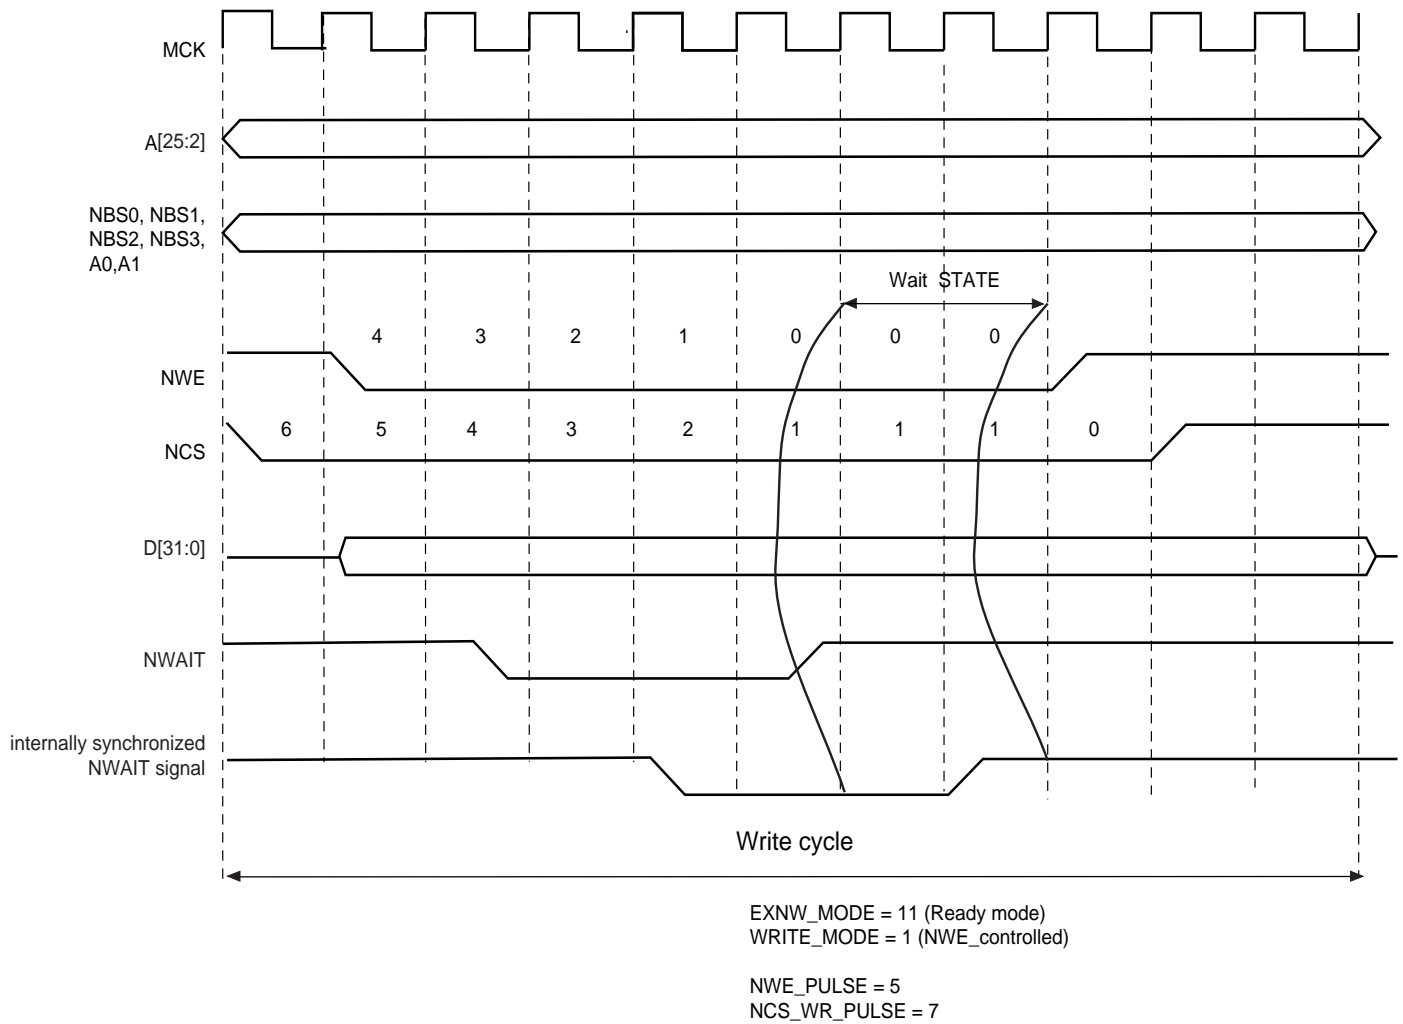 MCK
A[25:2]
NBS0, NBS1,
NBS2, NBS3,
A0,A1
Wait STATE
4 3 2 1 0 0 0
NWE
6 5 4 3 2 1 1 1 0
NCS
D[31:0]
NWAIT
internally synchronized
NWAIT signal
Write cycle
EXNW_MODE = 11 (Ready mode)
WRITE_MODE = 1 (NWE_controlled)
NWE_PULSE = 5
NCS_WR_PULSE = 7